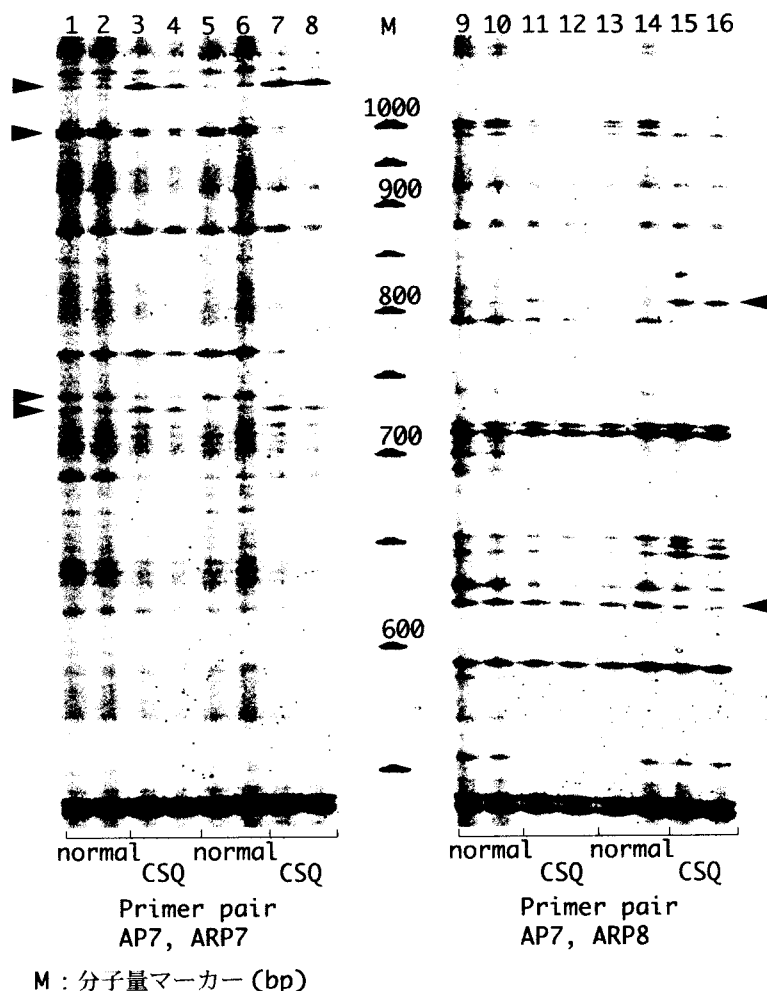 1 2 3 4 5 6 7 8 M 9 10 11 12 13 14 15 16
1000
900
800
700
600
normal normal normal normal
CSQ CSQ CSQ CSQ
Primer pair Primer pair
AP7, ARP7 AP7, ARP8
M : 分子量マーカー (bp)